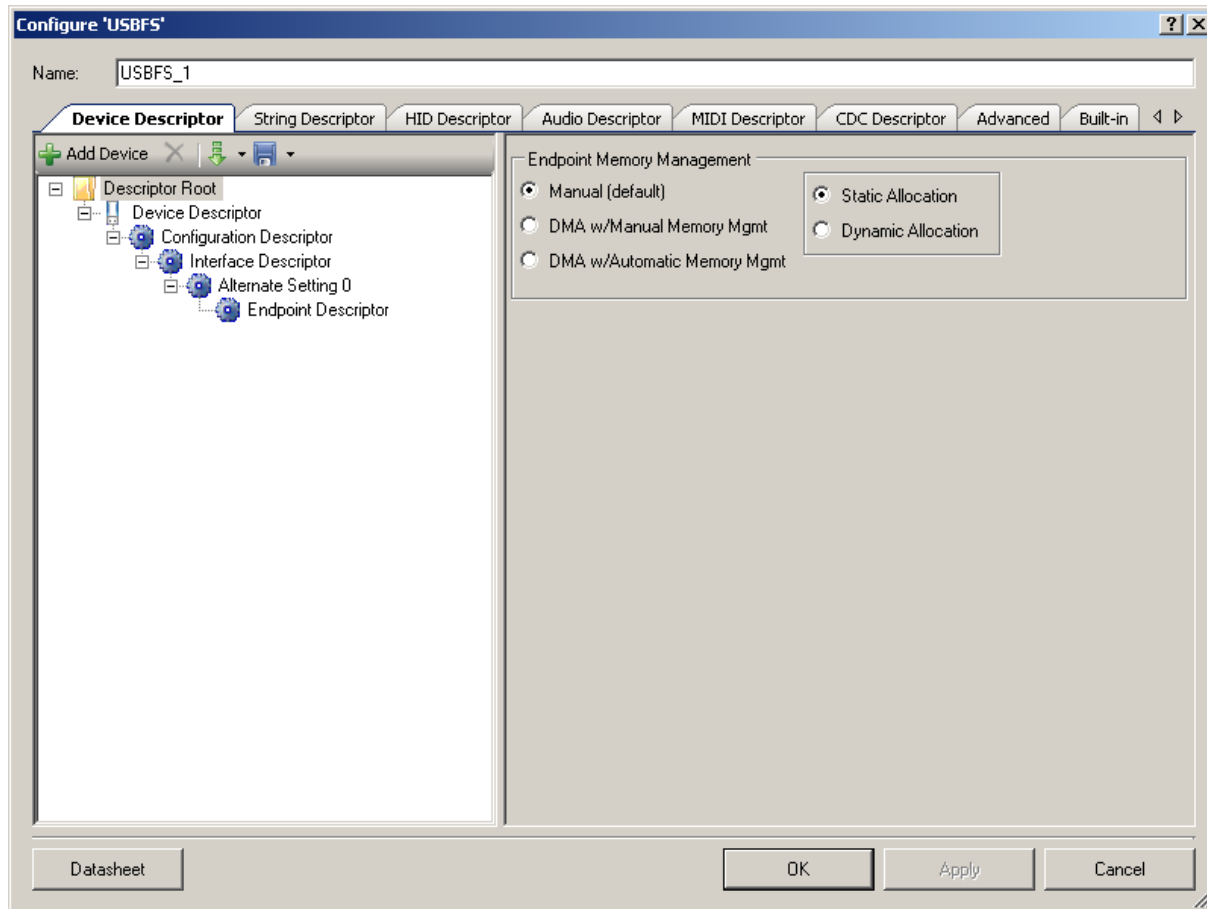 Configure 'USBFS'
Name: USBFS_1
Device Descriptor String Descriptor HID Descriptor Audio Descriptor MIDI Descriptor CDC Descriptor Advanced Built-in
Add Device
Descriptor Root
Device Descriptor
Configuration Descriptor
Interface Descriptor
Alternate Setting 0
Endpoint Descriptor
Endpoint Memory Management
Manual (default)
DMA w/Manual Memory Mgmt
DMA w/Automatic Memory Mgmt
Static Allocation
Dynamic Allocation
Datasheet OK Apply Cancel